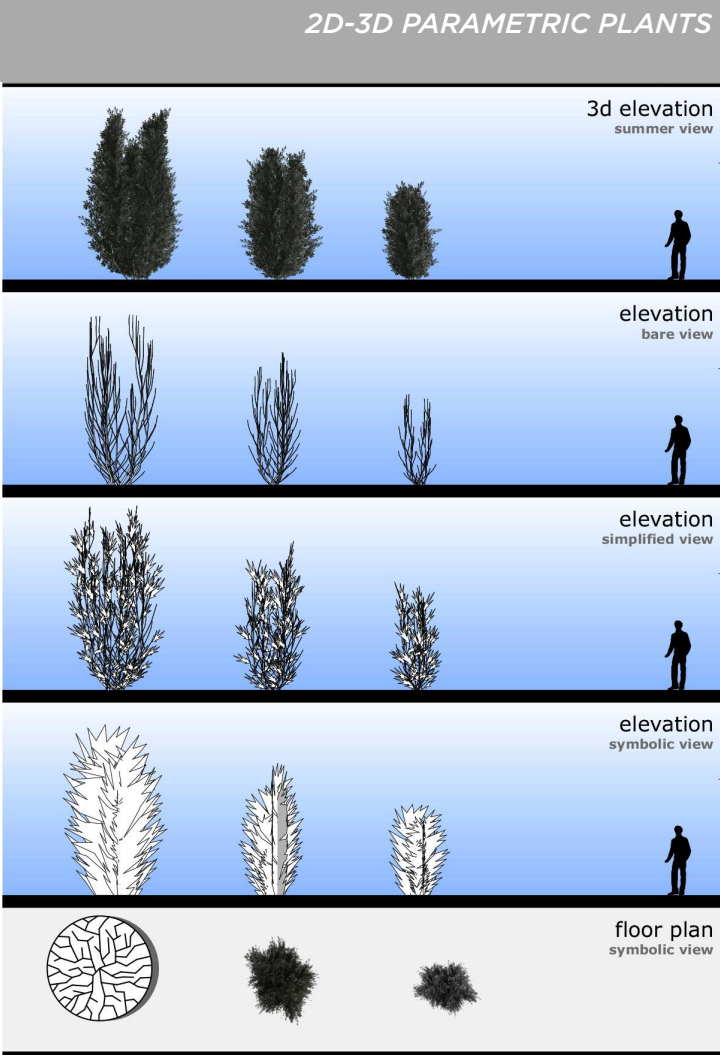 2D-3D PARAMETRIC PLANTS
3d elevation
summer view
elevation
bare view
elevation
simplified view
elevation
symbolic view
floor plan
symbolic view